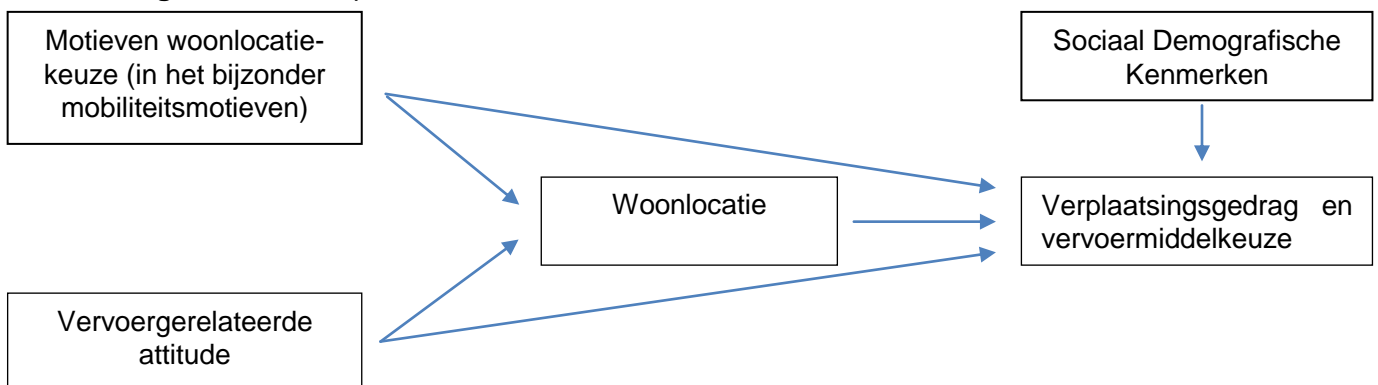 Motieven woonlocatie-
keuze (in het bijzonder
mobiliteitsmotieven)
Sociaal Demografische
Kenmerken
Woonlocatie
Verplaatsingsgedrag en
vervoermiddelkeuze
Vervoergerelateerde
attitude